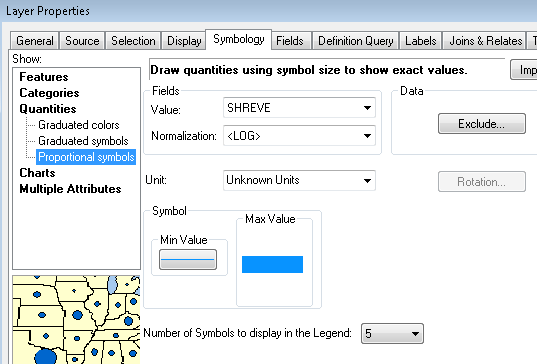 Layer Properties
General Source Selection Display Symbology Fields Definition Query Labels Joins & Relates
Show:
Features
Categories
Quantities
Graduated colors
Graduated symbols
Proportional symbols
Charts
Multiple Attributes
Draw quantities using symbol size to show exact values.
Imp
Fields
Value: SHREVE
Normalization: <LOG>
Data
Exclude...
Unit: Unknown Units
Rotation...
Symbol
Min Value
Max Value
Number of Symbols to display in the Legend: 5